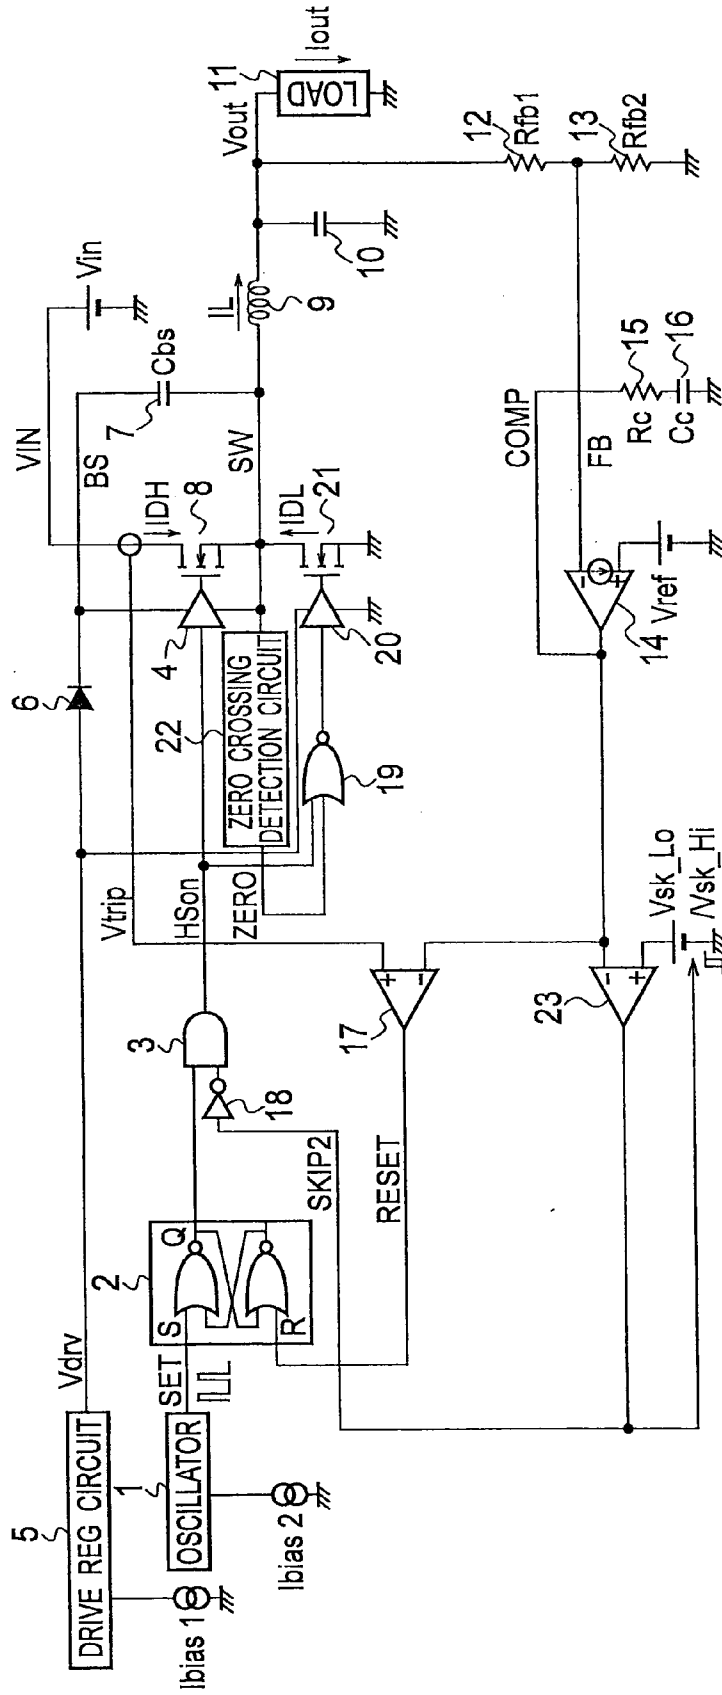 5
DRIVE REG CIRCUIT
Ibias 1
Vdrv
6
BS
7
Cbs
VIN
Vin
1
OSCILLATOR
Ibias 2
SET
2
S
Q
R
3
18
Vtrip
HSon
ZERO
4
22
ZERO CROSSING
DETECTION CIRCUIT
19
20
IDH
8
IDL
21
SW
IL
9
10
Vout
11
LOAD
Iout
12
Rfb1
13
Rfb2
SKIP2
RESET
17
+
-
14
-
+
Vref
COMP
FB
Rc
15
Cc
16
23
-
+
Vsk_Lo
/Vsk_Hi